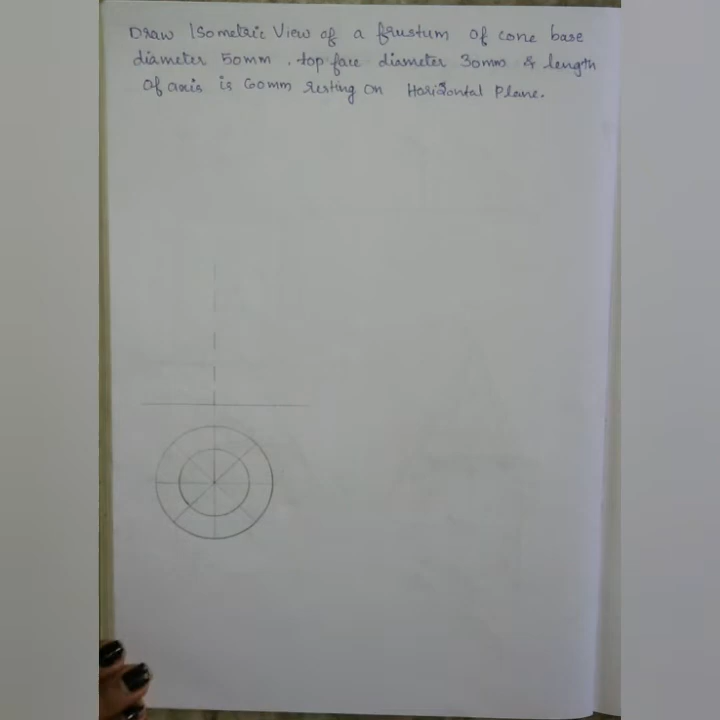 Draw Isometric View of a frustum of cone base
diameter 50mm, top face diameter 30mm & length
Of axis is 60mm resting on Horizontal Plane.